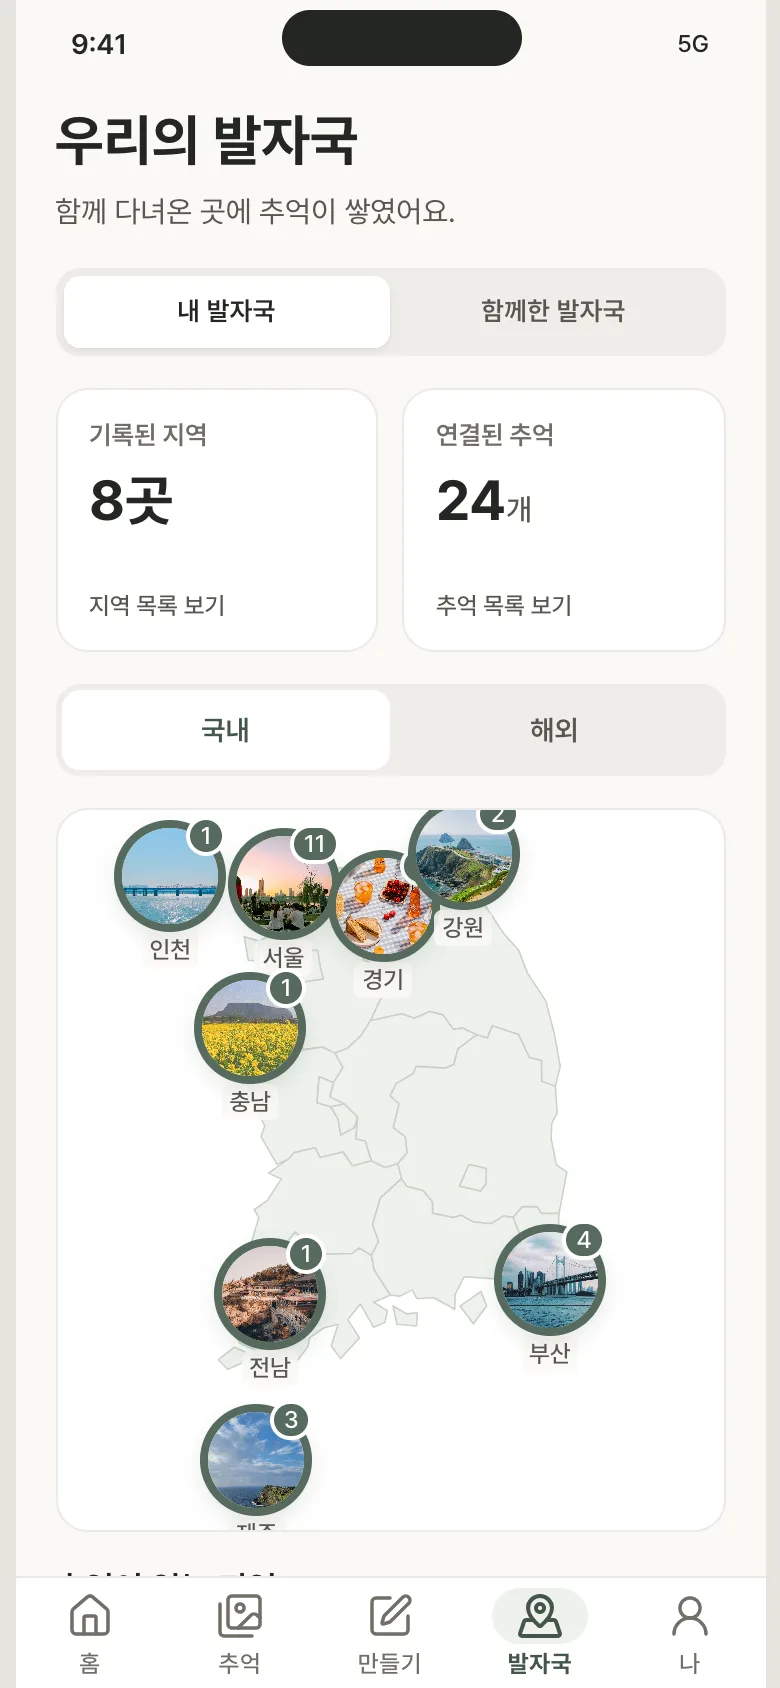 9:41
5G
우리의 발자국
함께 다녀온 곳에 추억이 쌓였어요.
내 발자국
함께한 발자국
기록된 지역
8곳
지역 목록 보기
연결된 추억
24개
추억 목록 보기
국내
해외
1
인천
11
서울
경기
2
강원
1
충남
1
전남
4
부산
3
홈
추억
만들기
발자국
나